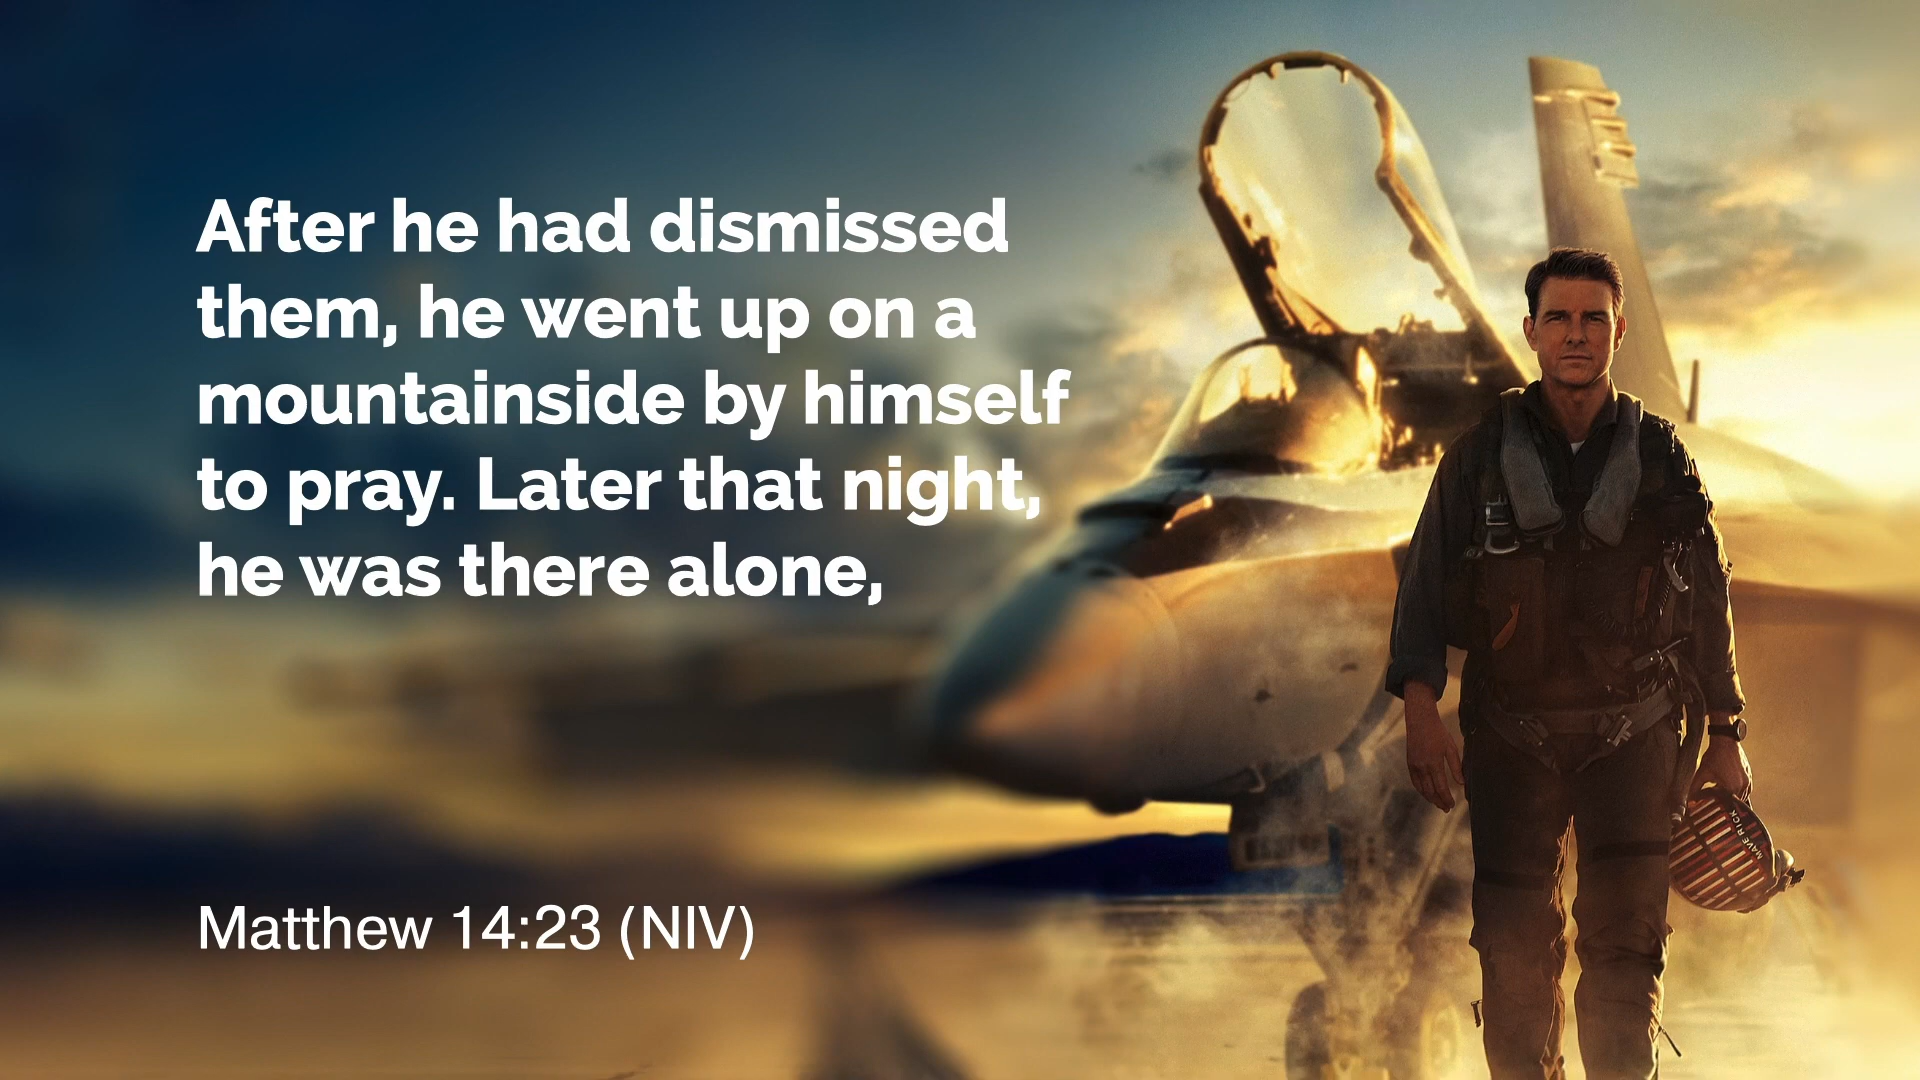 After he had dismissed
them, he went up on a
mountainside by himself
to pray. Later that night,
he was there alone,
Matthew 14:23 (NIV)
MAVERICK